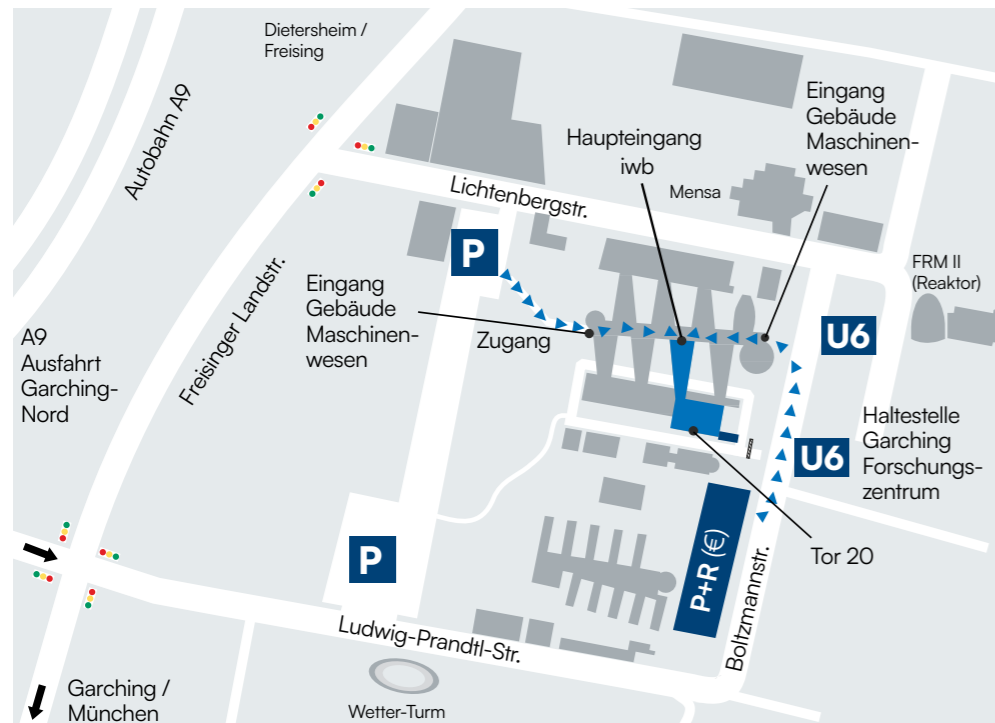 Dietersheim /
Freising
Autobahn A9
Eingang
Gebäude
Maschinen-
wesen
Haupteingang
iwb
Mensa
Lichtenbergstr.
P
FRM II
(Reaktor)
Eingang
Gebäude
Maschinen-
wesen
Zugang
U6
A9
Ausfahrt
Garching-
Nord
Freisinger Landstr.
U6
Haltestelle
Garching
Forschungs-
zentrum
P
P+R (€)
Tor 20
Boltzmannstr.
Ludwig-Prandtl-Str.
Garching /
München
Wetter-Turm